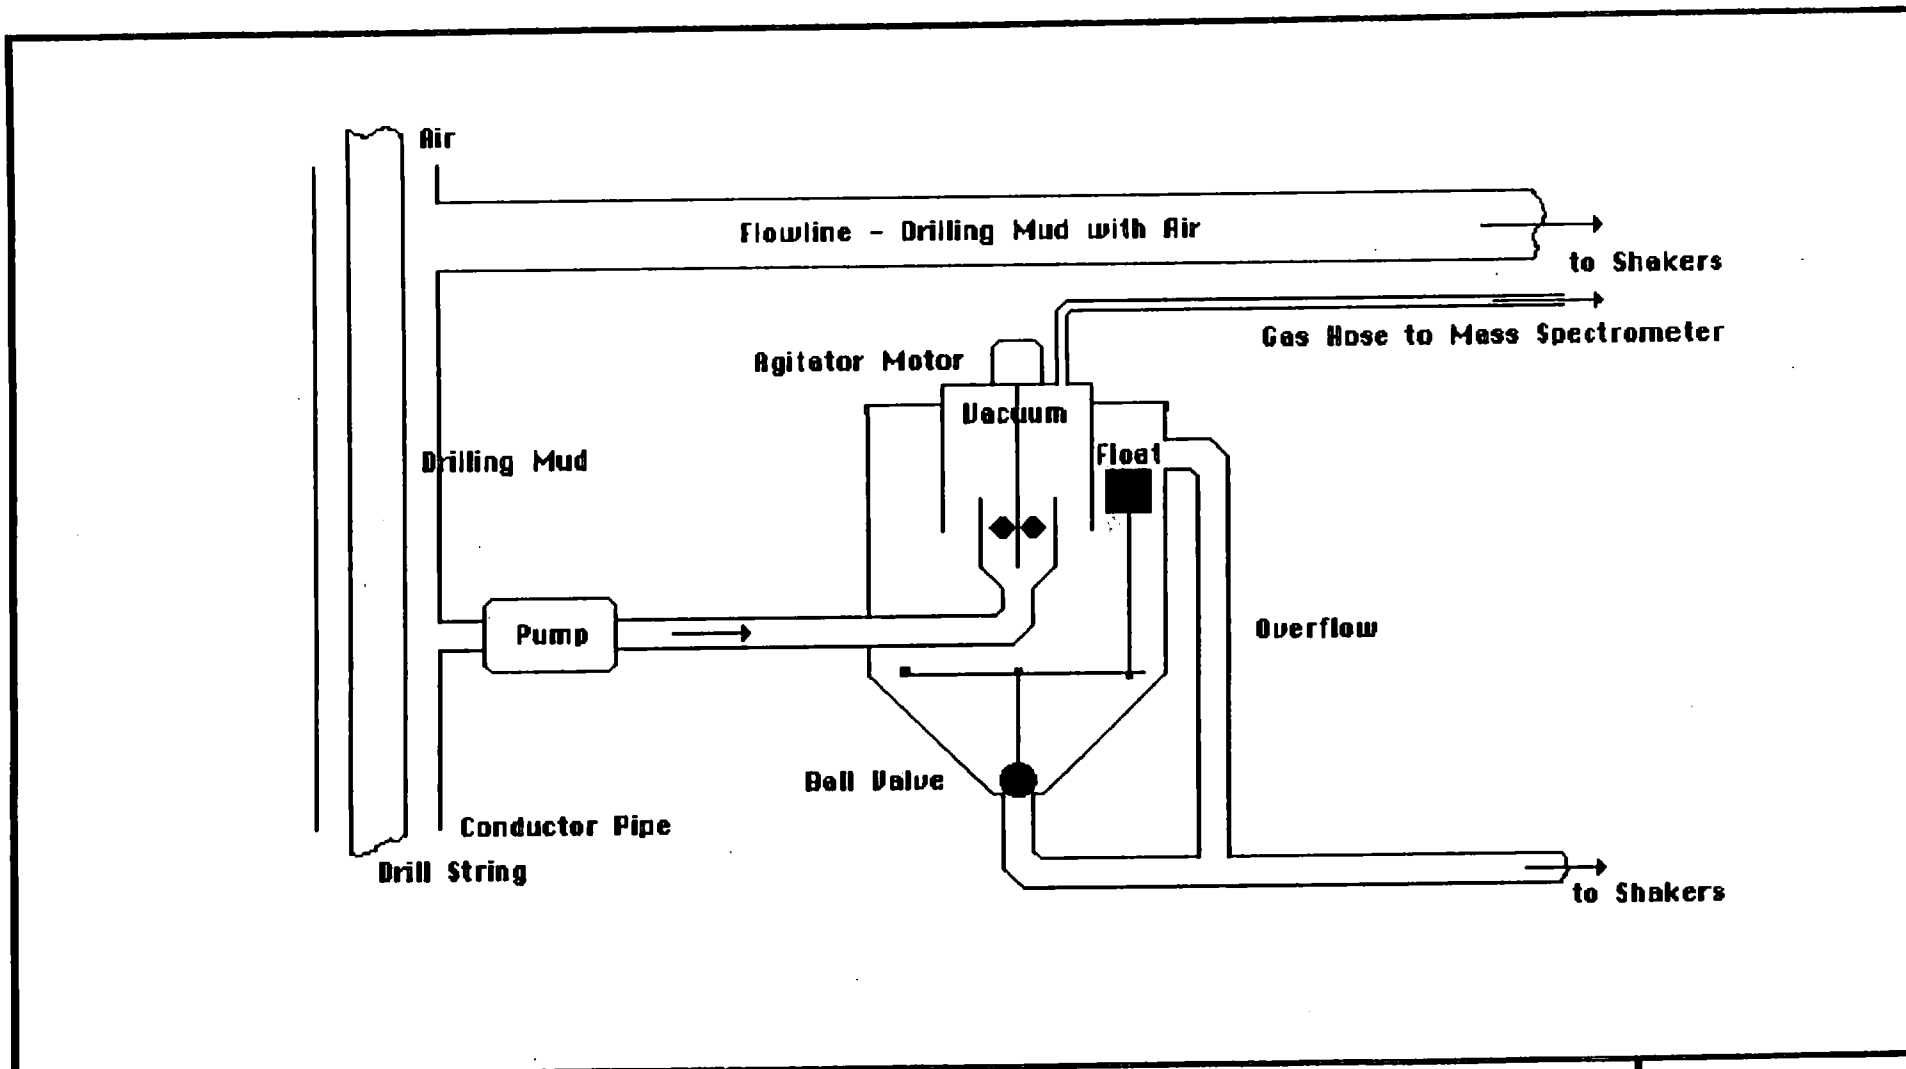 Air
Flowline - Drilling Mud with Air
to Shakers
Gas Hose to Mass Spectrometer
Agitator Motor
Vacuum
Float
Drilling Mud
Pump
Overflow
Ball Valve
Conductor Pipe
Drill String
to Shakers